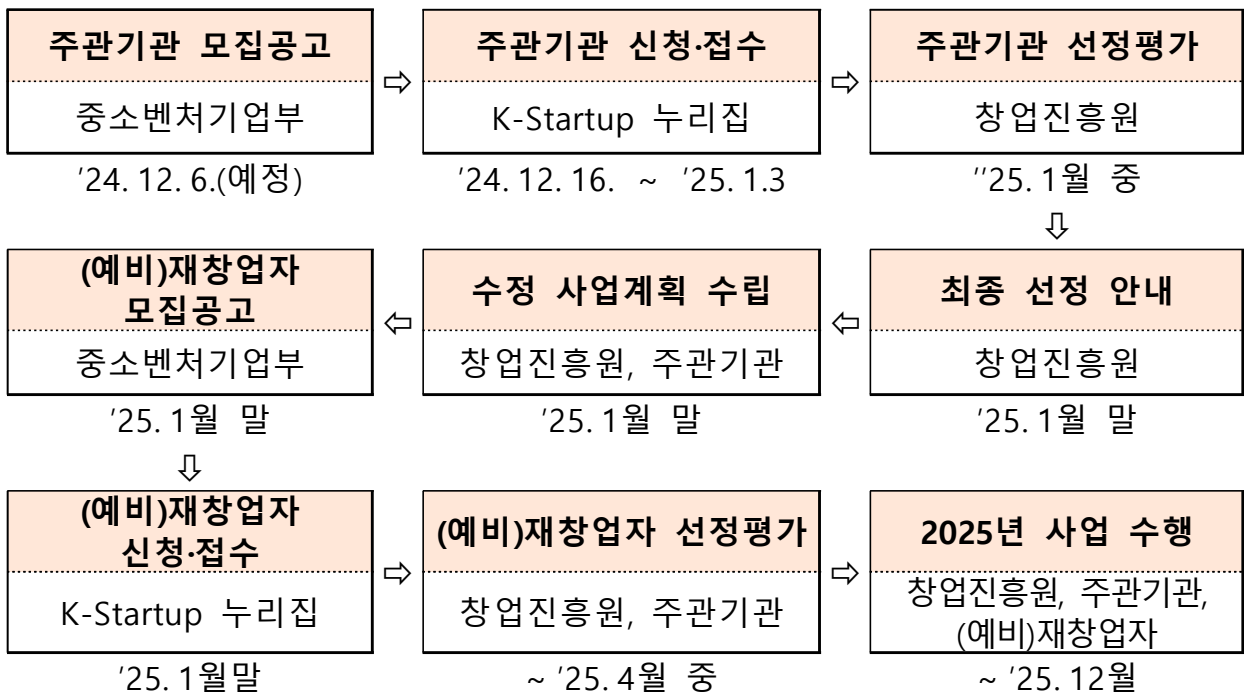 주관기관 모집공고
중소벤처기업부
'24. 12. 6.(예정)
⇨
주관기관 신청·접수
K-Startup 누리집
'24. 12. 16. ~ '25. 1.3
⇨
주관기관 선정평가
창업진흥원
''25. 1월 중
⇩
최종 선정 안내
창업진흥원
'25. 1월 말
⇦
수정 사업계획 수립
창업진흥원, 주관기관
'25. 1월 말
⇦
(예비)재창업자
모집공고
중소벤처기업부
'25. 1월 말
⇩
(예비)재창업자
신청·접수
K-Startup 누리집
'25. 1월말
⇨
(예비)재창업자 선정평가
창업진흥원, 주관기관
~ '25. 4월 중
⇨
2025년 사업 수행
창업진흥원, 주관기관,
(예비)재창업자
~ '25. 12월